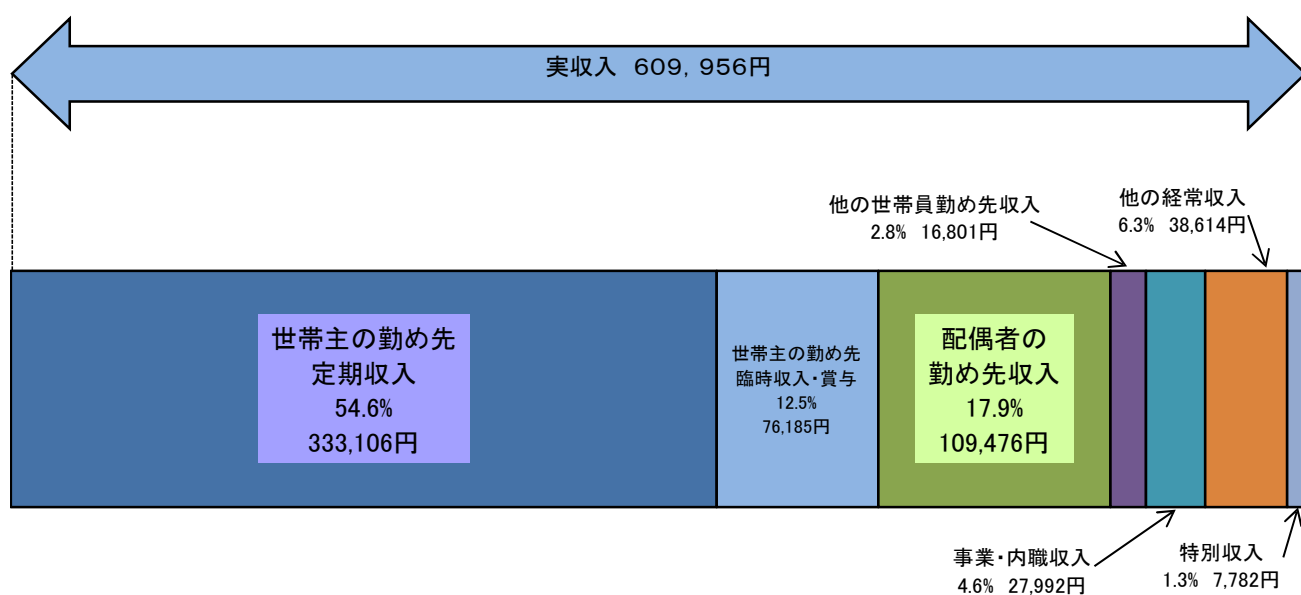 実収入 609,956円
他の世帯員勤め先収入
2.8% 16,801円
他の経常収入
6.3% 38,614円
世帯主の勤め先
定期収入
54.6%
333,106円
世帯主の勤め先
臨時収入・賞与
12.5%
76,185円
配偶者の
勤め先収入
17.9%
109,476円
事業・内職収入
4.6% 27,992円
特別収入
1.3% 7,782円